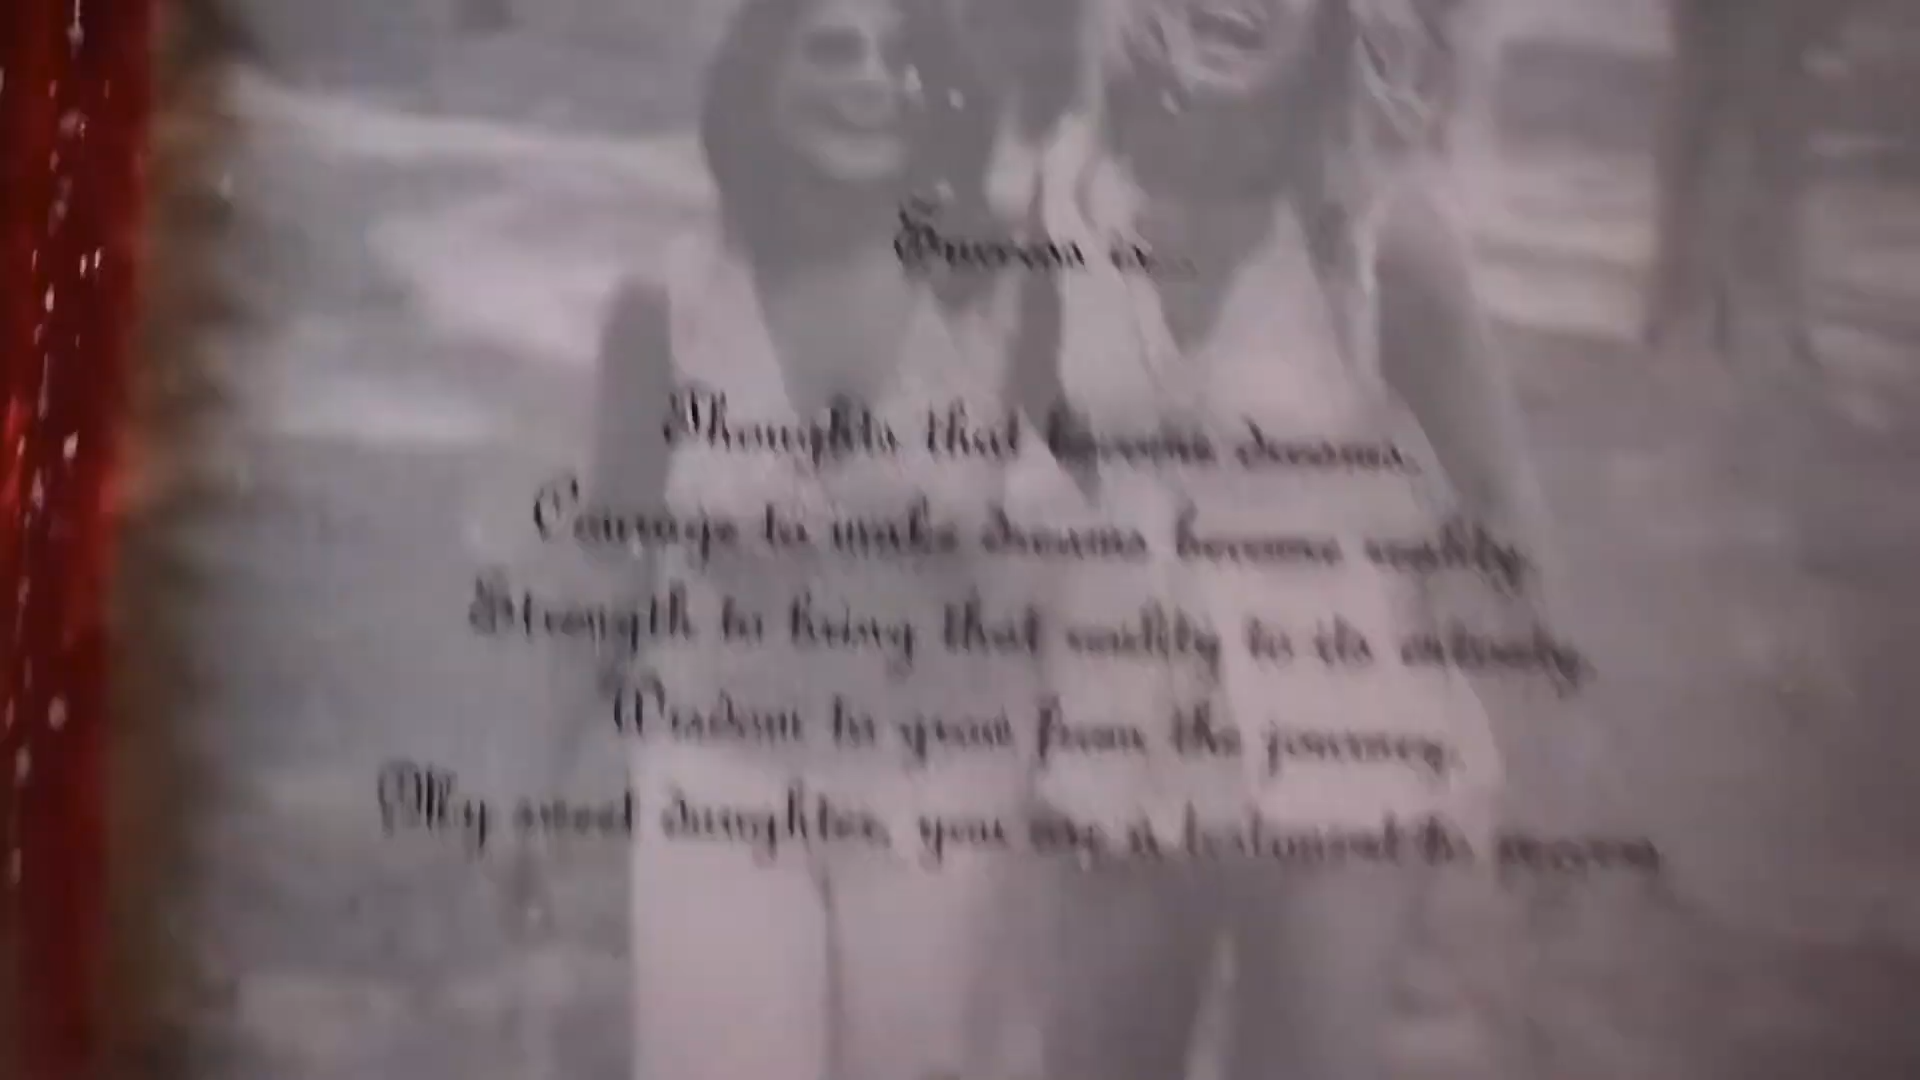 Success is...
Thoughts that become dreams.
Courage to make dreams become reality.
Strength to bring that reality to its entirety.
Wisdom to grow from the journey.
My sweet daughter, you are a testament to success